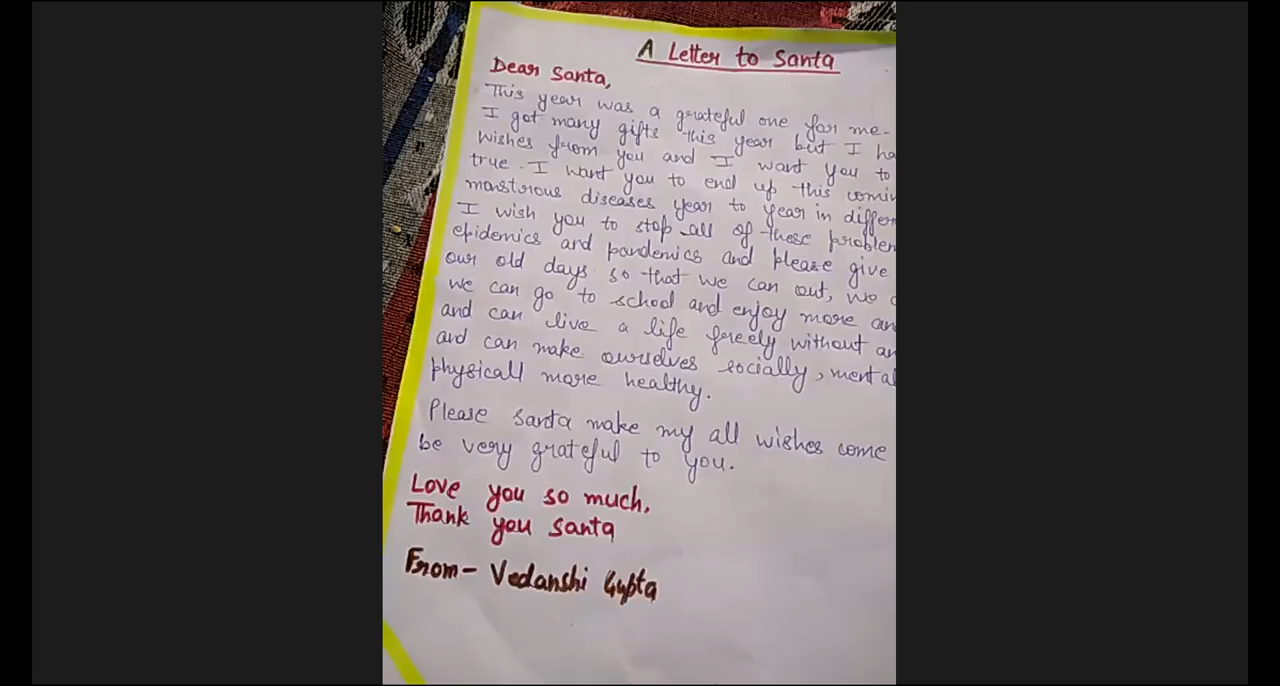 A Letter to Santa
Dear Santa,
This year was a grateful one for me-
I got many gifts this year but I ha
wishes from you and I want you to
true. I want you to end up this comin
monstrious diseases year to year in differ
I wish you to stop all of these problem
epidemics and pandemics and please give
our old days so that we can out, we c
we can go to school and enjoy more an
and can live a life freely without an
and can make ourselves socially, mental
physicall more healthy.
Please santa make my all wishes come
be very grateful to you.
Love you so much,
Thank you Santa
From- Vedanshi Gupta